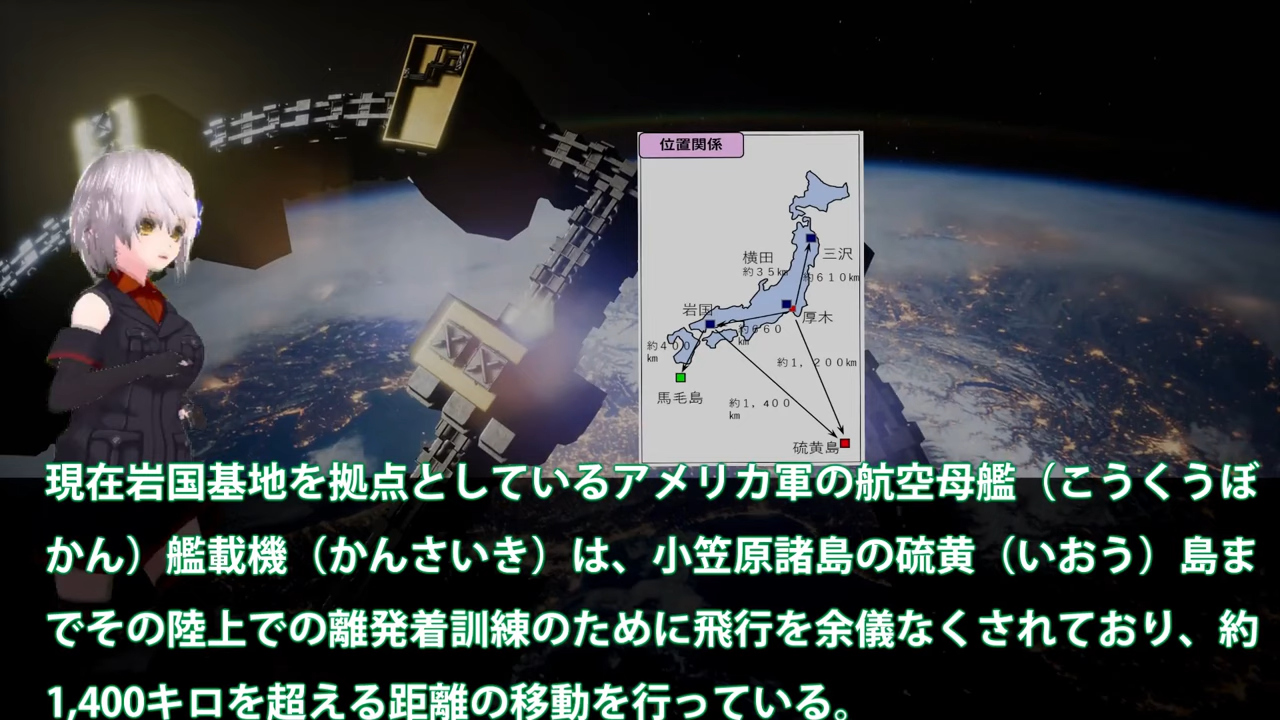 位置関係
横田
三沢
約３５km
約６１０km
岩国
厚木
約６６０
km
約４００
km
約１，２００km
馬毛島
約１，４００
km
硫黄島
現在岩国基地を拠点としているアメリカ軍の航空母艦（こうくうぼ
かん）艦載機（かんさいき）は、小笠原諸島の硫黄（いおう）島ま
でその陸上での離発着訓練のために飛行を余儀なくされており、約
1,400キロを超える距離の移動を行っている。